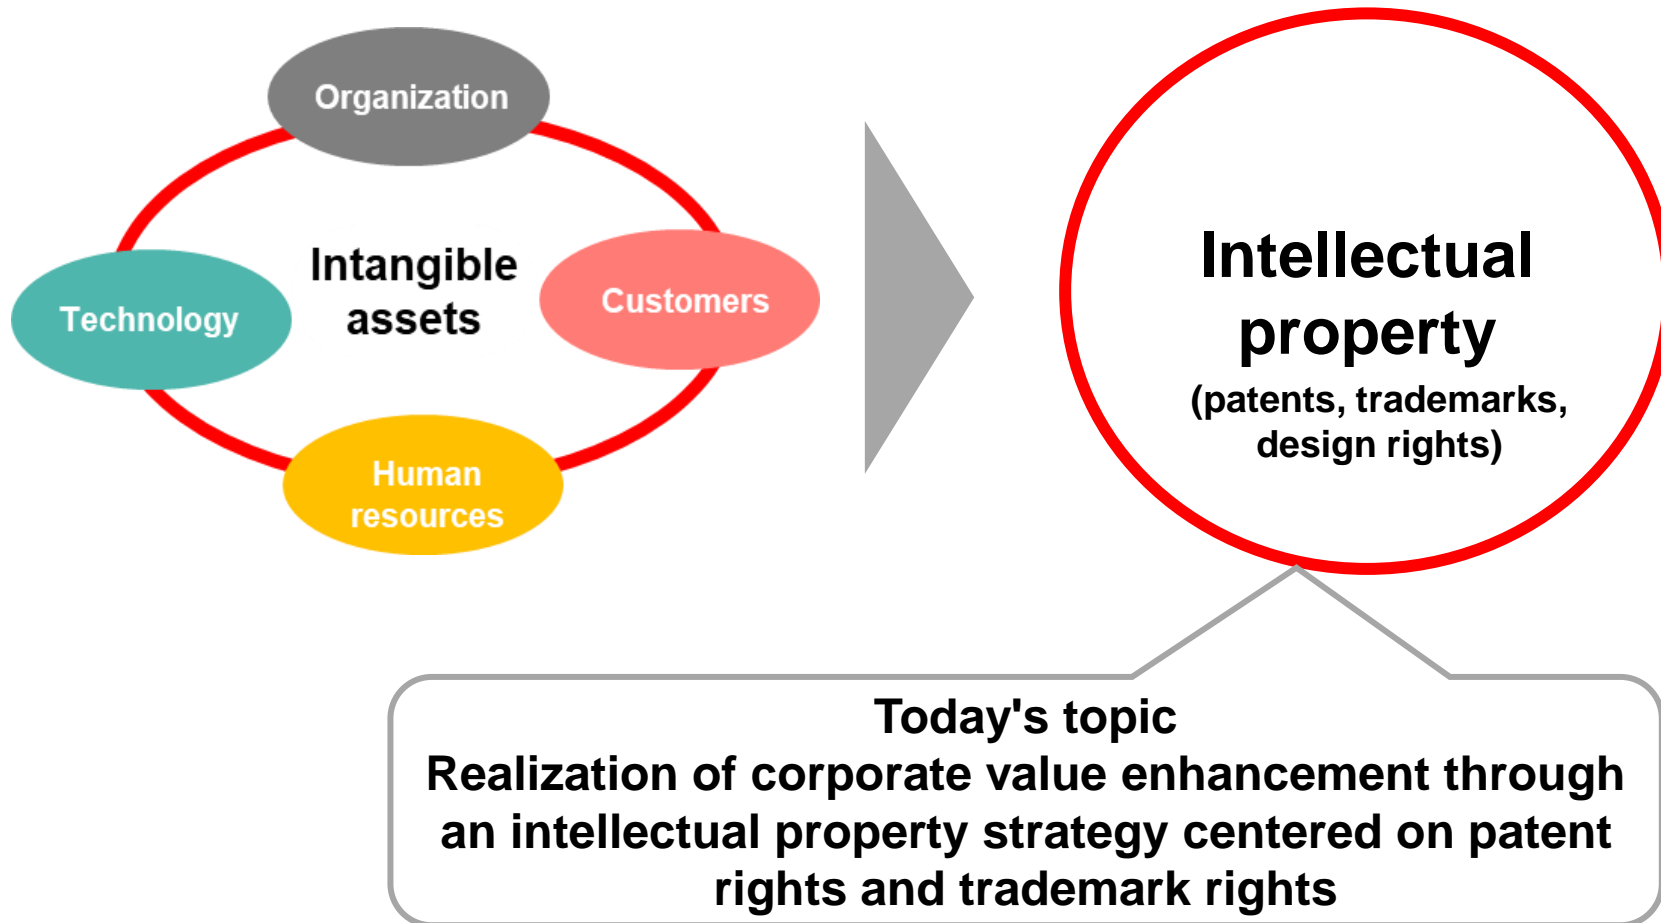 Organization
Intangible
assets
Technology
Customers
Human
resources
Intellectual
property
(patents, trademarks,
design rights)
Today's topic
Realization of corporate value enhancement through
an intellectual property strategy centered on patent
rights and trademark rights